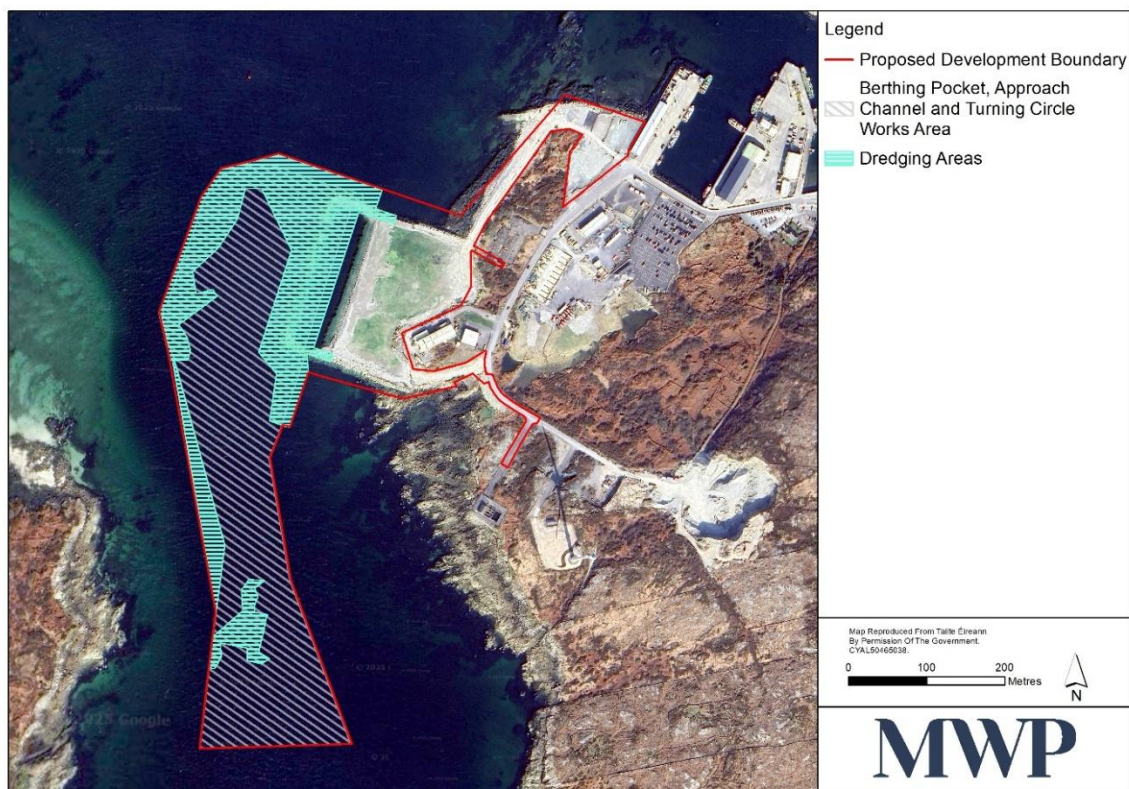 Legend
Proposed Development Boundary
Berthing Pocket, Approach
Channel and Turning Circle
Works Area
Dredging Areas
Map Reproduced From Tailte Éireann
By Permission Of The Government.
CYAL50465038.
0 100 200
Metres
N
MWP